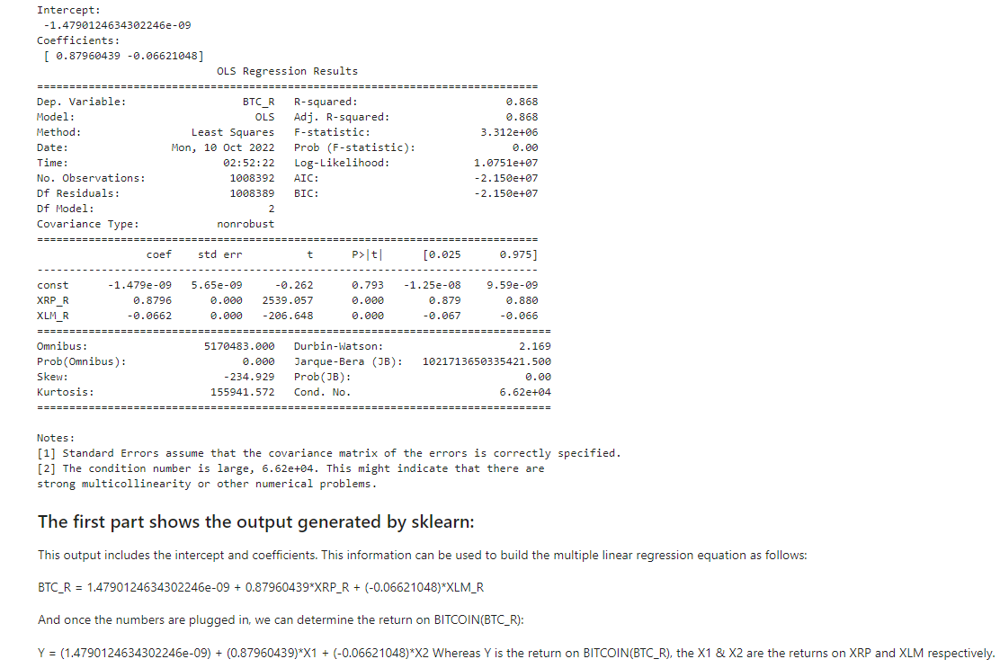 Intercept:
 -1.4790124634302246e-09
Coefficients:
 [ 0.87960439 -0.06621048]
                            OLS Regression Results
==============================================================================
Dep. Variable:                  BTC_R   R-squared:                       0.868
Model:                            OLS   Adj. R-squared:                  0.868
Method:                 Least Squares   F-statistic:                 3.312e+06
Date:                Mon, 10 Oct 2022   Prob (F-statistic):               0.00
Time:                        02:52:22   Log-Likelihood:             1.0751e+07
No. Observations:             1008392   AIC:                        -2.150e+07
Df Residuals:                 1008389   BIC:                        -2.150e+07
Df Model:                           2
Covariance Type:            nonrobust
==============================================================================
                 coef    std err          t      P>|t|      [0.025      0.975]
------------------------------------------------------------------------------
const      -1.479e-09   5.65e-09     -0.262      0.793   -1.25e-08    9.59e-09
XRP_R          0.8796      0.000   2539.057      0.000       0.879       0.880
XLM_R         -0.0662      0.000   -206.648      0.000      -0.067      -0.066
================================================================================
Omnibus:                  5170483.000   Durbin-Watson:                     2.169
Prob(Omnibus):                  0.000   Jarque-Bera (JB):   1021713650335421.500
Skew:                        -234.929   Prob(JB):                           0.00
Kurtosis:                  155941.572   Cond. No.                       6.62e+04
================================================================================
Notes:
[1] Standard Errors assume that the covariance matrix of the errors is correctly specified.
[2] The condition number is large, 6.62e+04. This might indicate that there are
strong multicollinearity or other numerical problems.
The first part shows the output generated by sklearn:
This output includes the intercept and coefficients. This information can be used to build the multiple linear regression equation as follows:
BTC_R = 1.4790124634302246e-09 + 0.87960439*XRP_R + (-0.06621048)*XLM_R
And once the numbers are plugged in, we can determine the return on BITCOIN(BTC_R):
Y = (1.4790124634302246e-09) + (0.87960439)*X1 + (-0.06621048)*X2 Whereas Y is the return on BITCOIN(BTC_R), the X1 & X2 are the returns on XRP and XLM respectively.